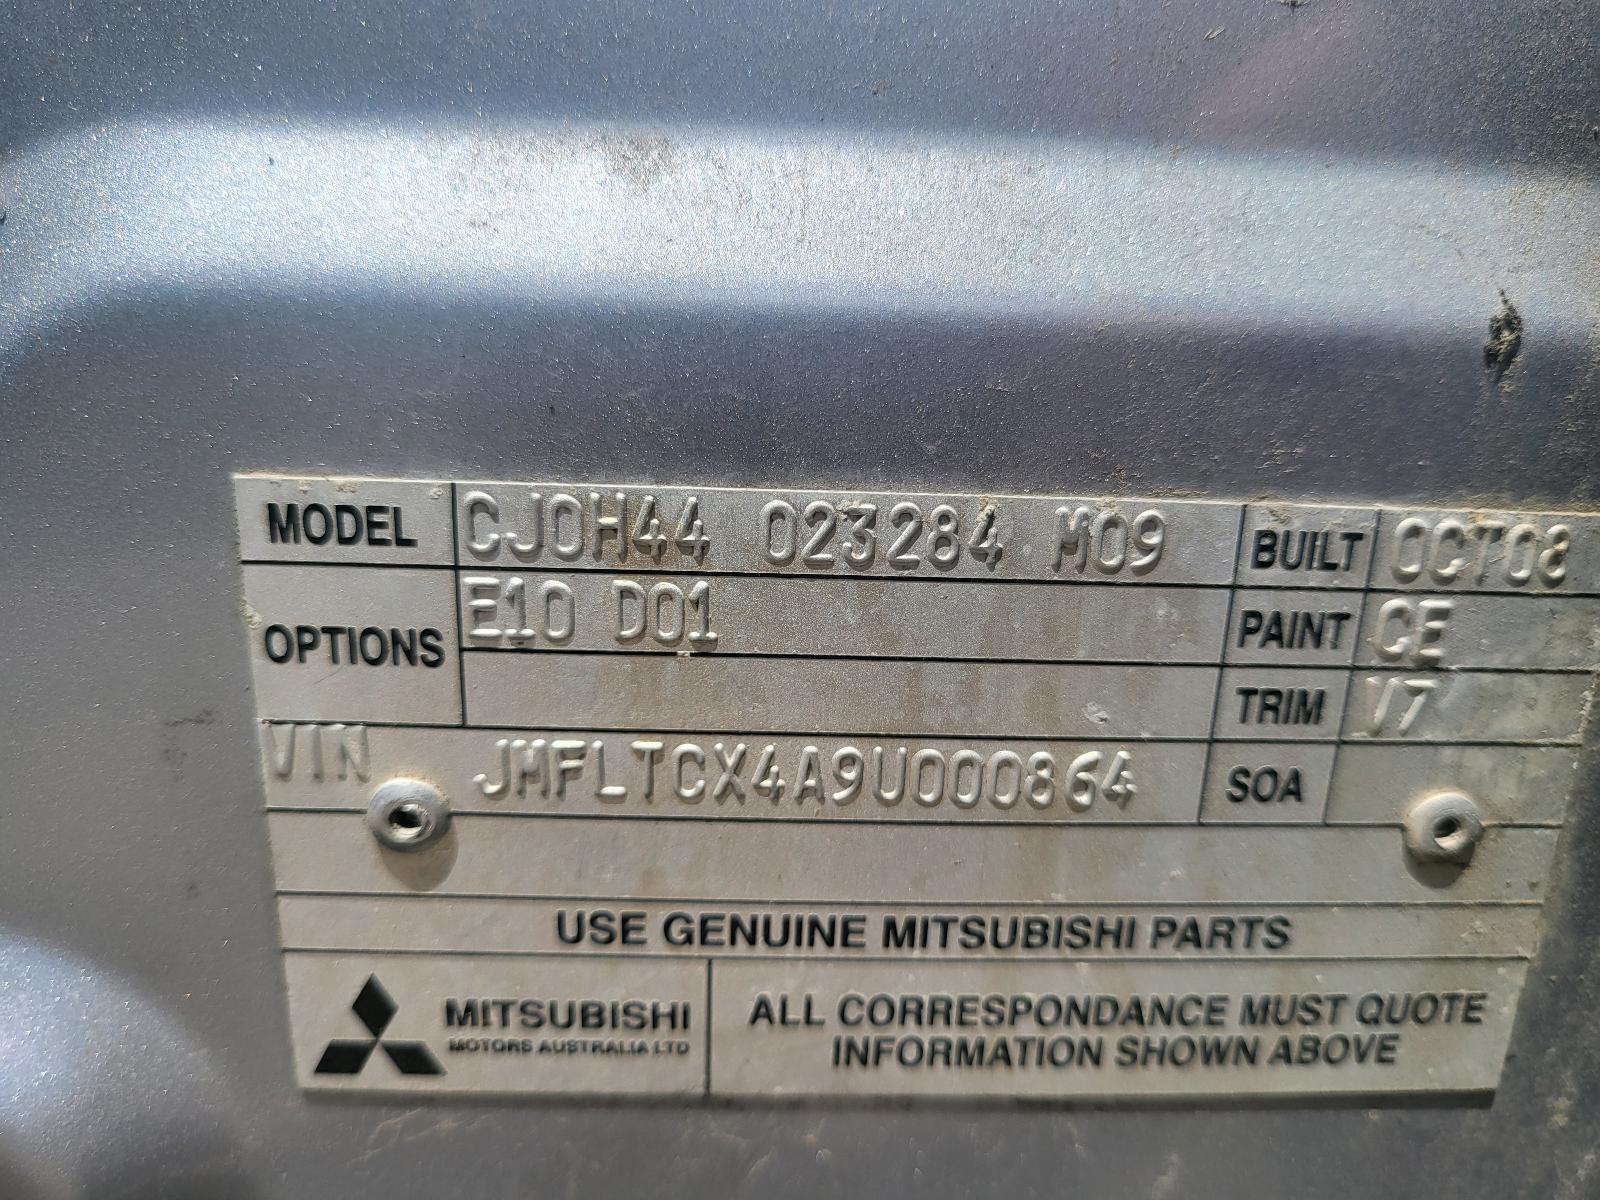 MODEL CJ0H44 023284 M09 BUILT OCT08
OPTIONS E10 D01 PAINT CE
TRIM V7
VIN JMFLTCX4A9U000864 SOA
USE GENUINE MITSUBISHI PARTS
MITSUBISHI
MOTORS AUSTRALIA LTD
ALL CORRESPONDANCE MUST QUOTE
INFORMATION SHOWN ABOVE